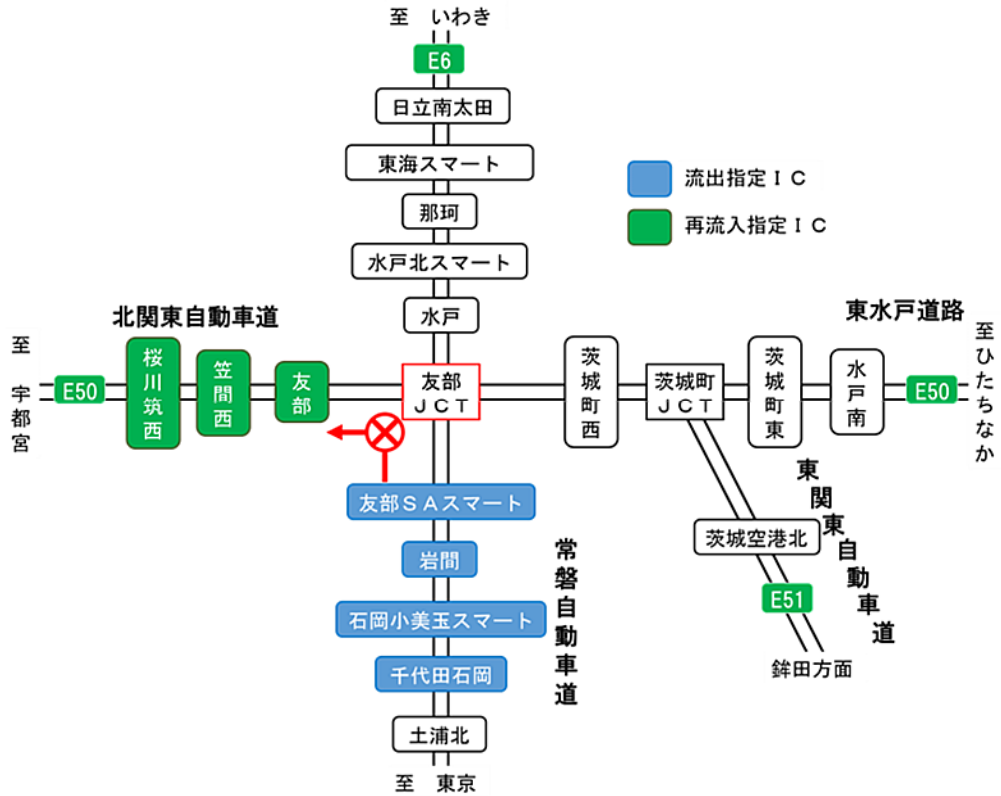 至 いわき
E6
日立南太田
東海スマート
那珂
水戸北スマート
水戸
流出指定ＩＣ
再流入指定ＩＣ
北関東自動車道
東水戸道路
至 宇都宮
E50
桜川筑西
笠間西
友部
友部
ＪＣＴ
茨城町西
茨城町
ＪＣＴ
茨城町東
水戸南
E50
至ひたちなか
友部ＳＡスマート
岩間
石岡小美玉スマート
千代田石岡
土浦北
至 東京
常磐自動車道
東関東自動車道
茨城空港北
E51
鉾田方面